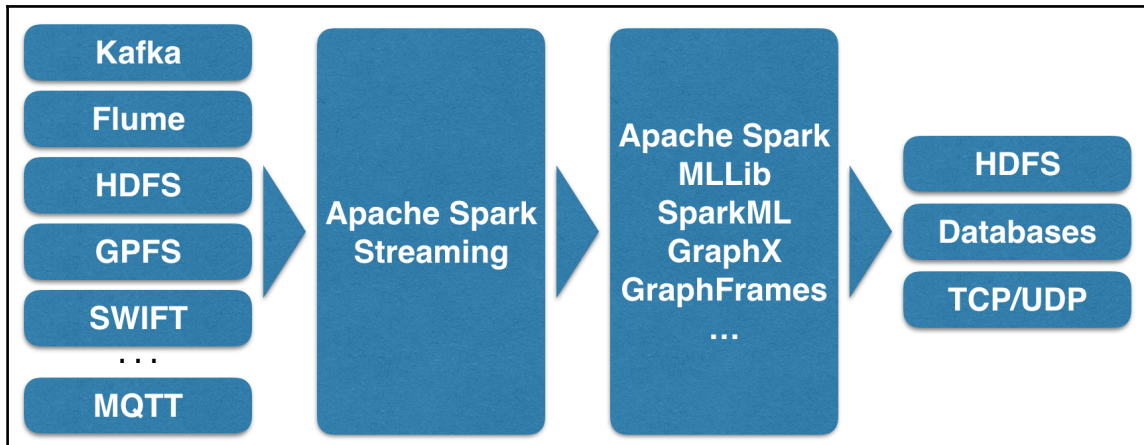 Kafka
Flume
HDFS
GPFS
SWIFT
...
MQTT
Apache Spark
Streaming
Apache Spark
MLLib
SparkML
GraphX
GraphFrames
...
HDFS
Databases
TCP/UDP